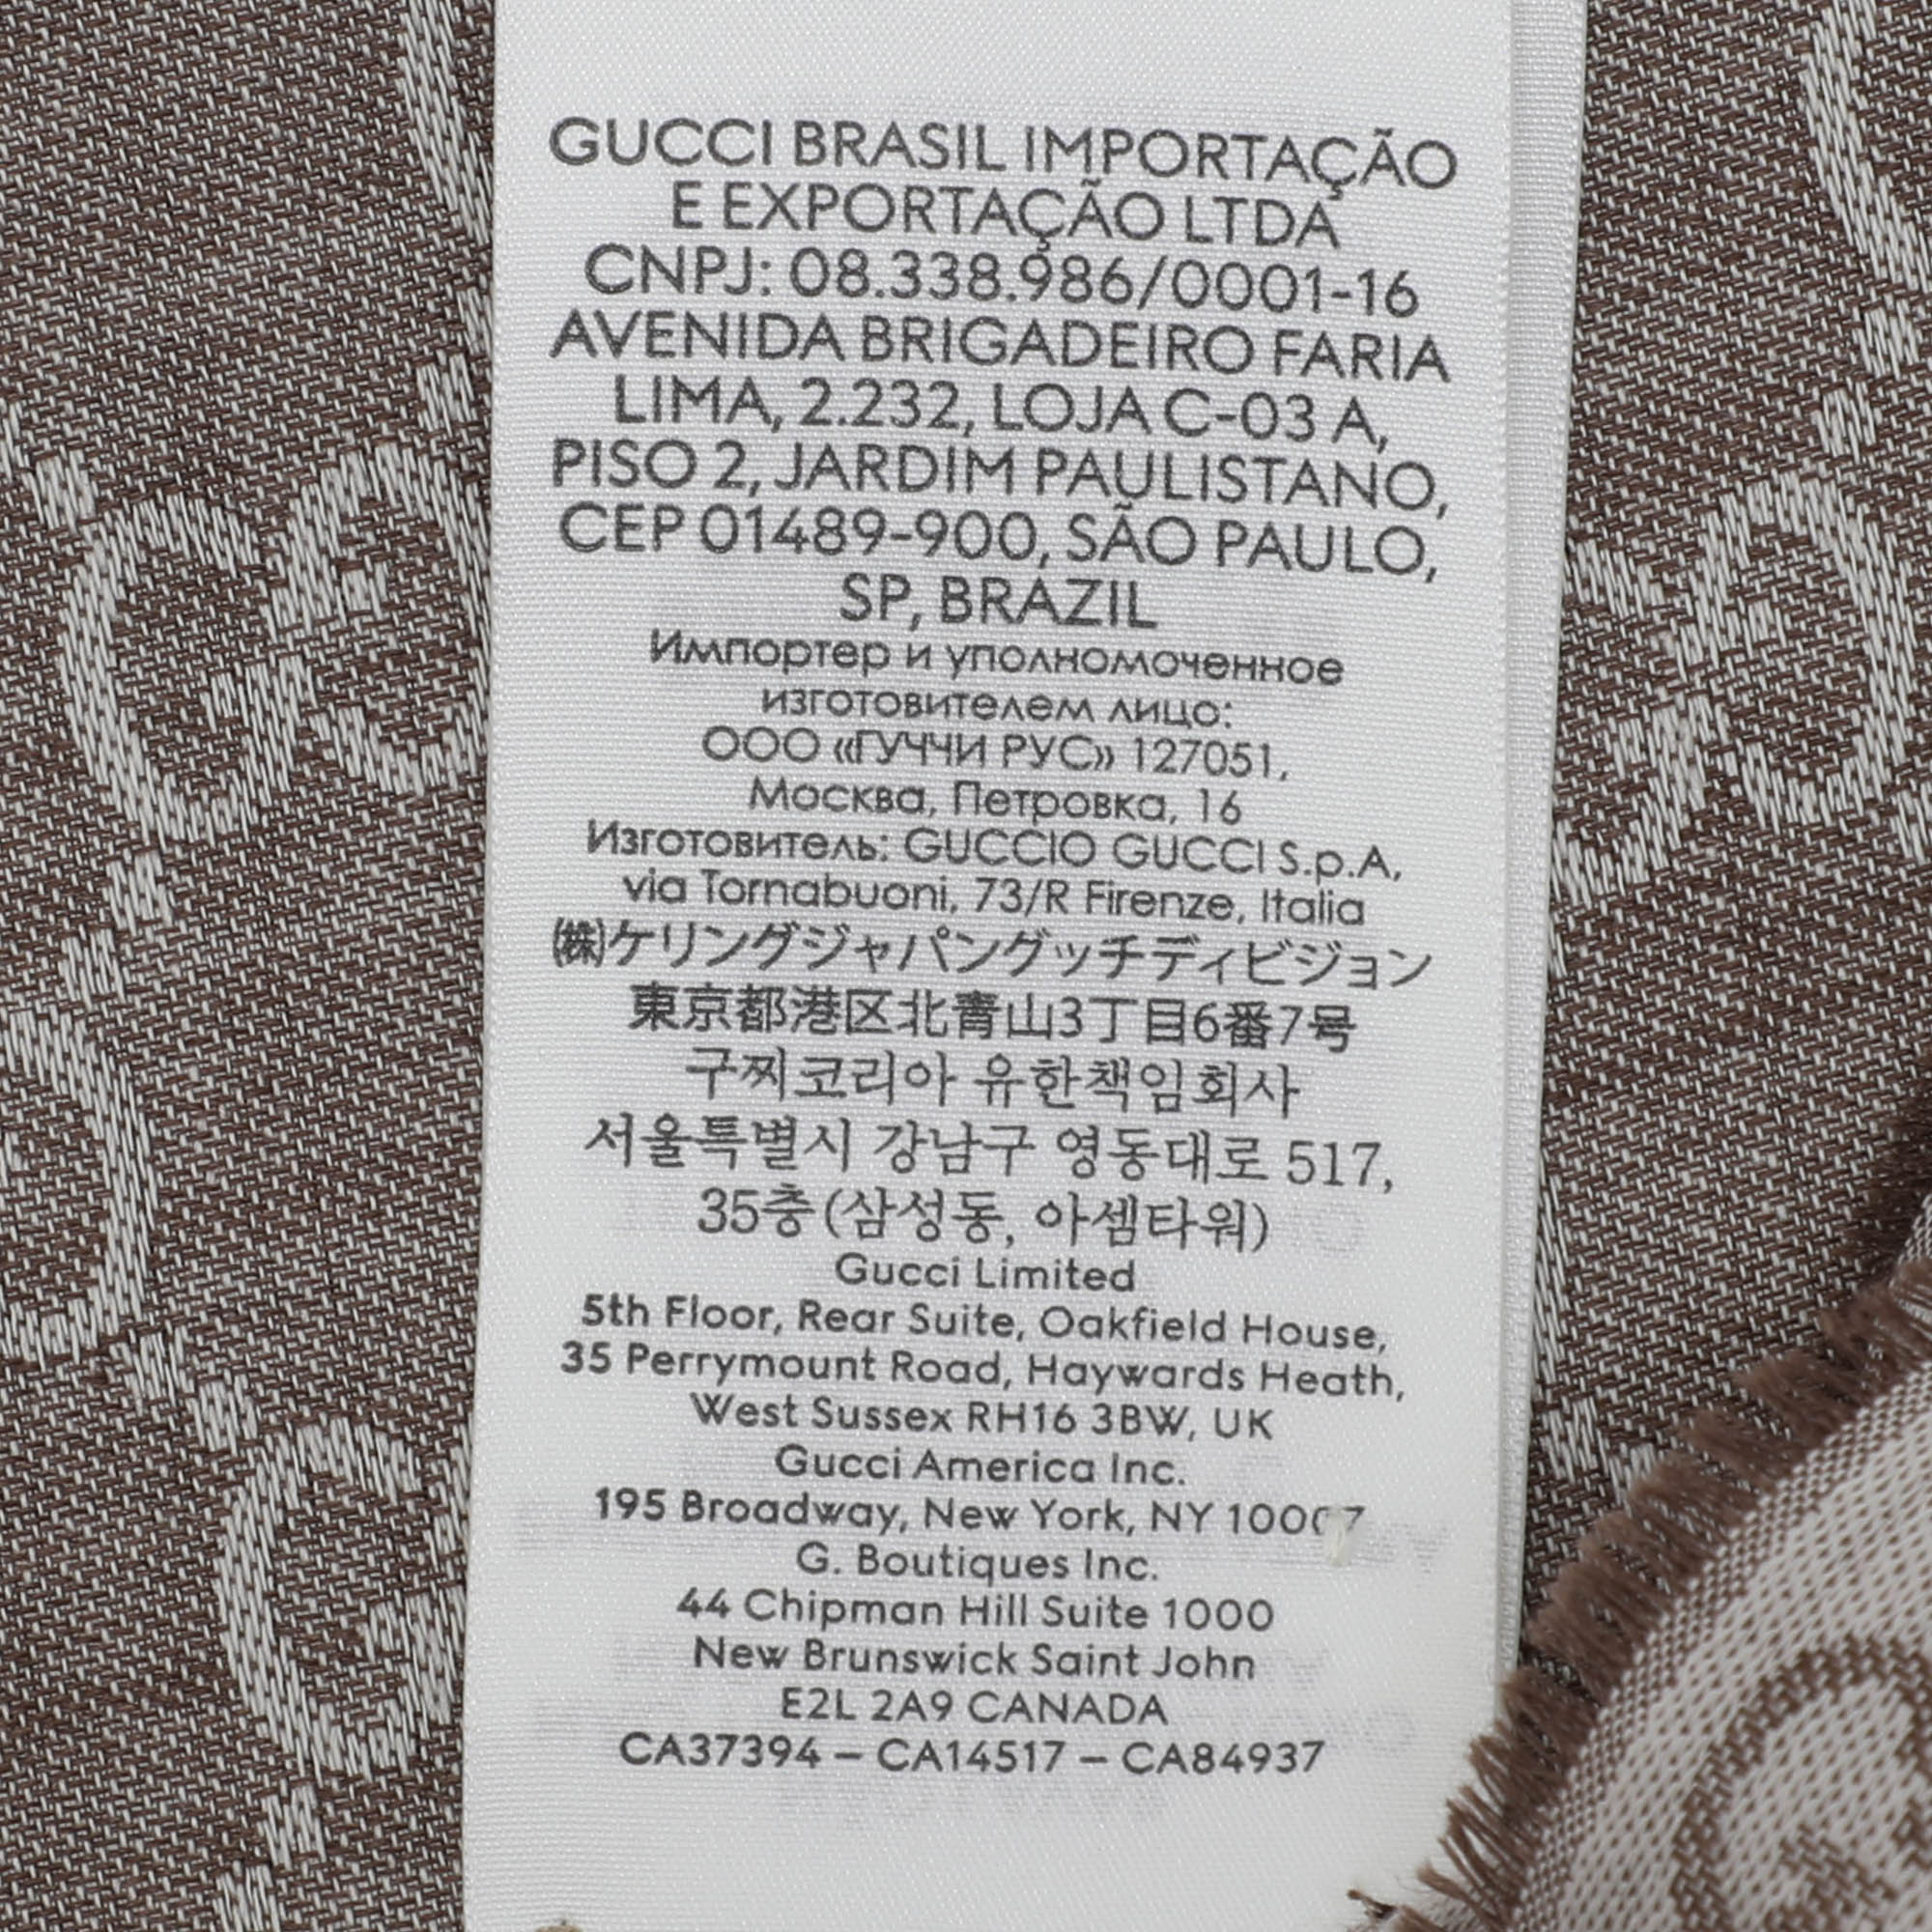 GUCCI BRASIL IMPORTAÇÃO
E EXPORTAÇÃO LTDA
CNPJ: 08.338.986/0001-16
AVENIDA BRIGADEIRO FARIA
LIMA, 2.232, LOJA C-03 A,
PISO 2, JARDIM PAULISTANO,
CEP 01489-900, SÃO PAULO,
SP, BRAZIL
Импортер и уполномоченное
изготовителем лицо:
ООО «ГУЧЧИ РУС» 127051,
Москва, Петровка, 16
Изготовитель: GUCCIO GUCCI S.p.A,
via Tornabuoni, 73/R Firenze, Italia
㈱ケリングジャパングッチディビジョン
東京都港区北青山3丁目6番7号
구찌코리아 유한책임회사
서울특별시 강남구 영동대로 517,
35층 (삼성동, 아셈타워)
Gucci Limited
5th Floor, Rear Suite, Oakfield House,
35 Perrymount Road, Haywards Heath,
West Sussex RH16 3BW, UK
Gucci America Inc.
195 Broadway, New York, NY 10007
G. Boutiques Inc.
44 Chipman Hill Suite 1000
New Brunswick Saint John
E2L 2A9 CANADA
CA37394 – CA14517 – CA84937